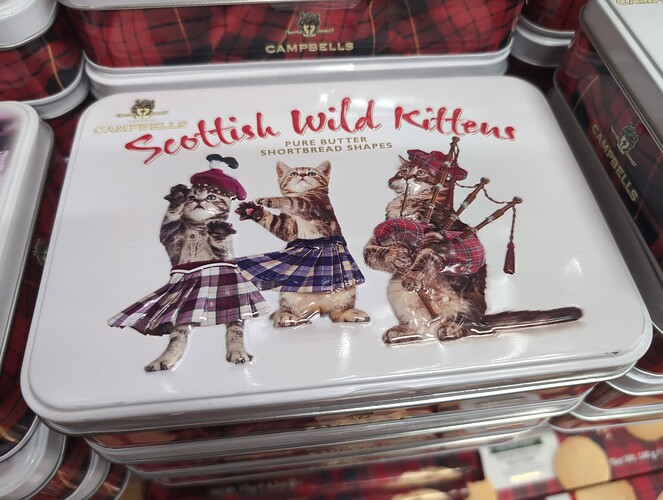 CAMPBELLS
CAMPBELLS
Scottish Wild Kittens
PURE BUTTER
SHORTBREAD SHAPES
CAMPBELLS